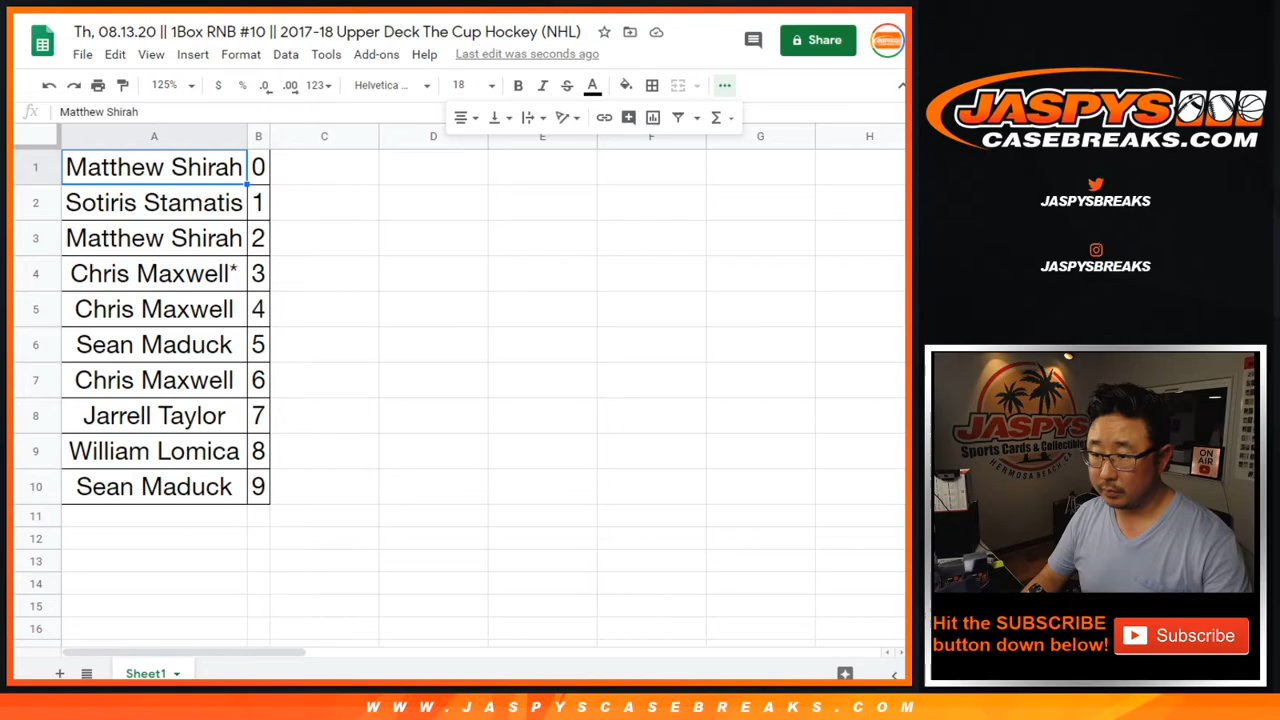 Th, 08.13.20 || 1Box RNB #10 || 2017-18 Upper Deck The Cup Hockey (NHL)
File Edit View Insert Format Data Tools Add-ons Help Last edit was seconds ago
Share
125% $ % .0 .00 123 Helvetica ... 18 B I S A
fx Matthew Shirah
A B C D E F G H
1 Matthew Shirah 0
2 Sotiris Stamatis 1
3 Matthew Shirah 2
4 Chris Maxwell* 3
5 Chris Maxwell 4
6 Sean Maduck 5
7 Chris Maxwell 6
8 Jarrell Taylor 7
9 William Lomica 8
10 Sean Maduck 9
11
12
13
14
15
16
Sheet1
JASPYS
CASEBREAKS.COM
JASPYSBREAKS
JASPYSBREAKS
JASPYS
Sports Cards & Collectibles
HERMOSA BEACH CA
ON
AIR
Hit the SUBSCRIBE
button down below!
Subscribe
WWW.JASPYSCASEBREAKS.COM